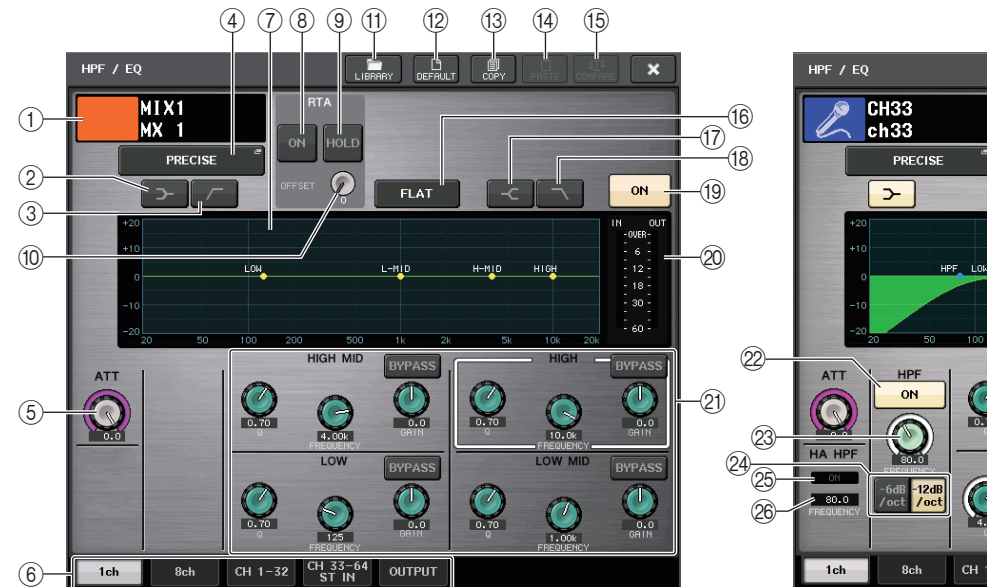 ④ ⑦ ⑧ ⑨ ⑪ ⑫ ⑬ ⑭ ⑮
HPF / EQ
LIBRARY DEFAULT COPY PASTE COMPARE
① MIX1
MX 1
RTA
ON HOLD
OFFSET
0
PRECISE
②
③
⑩
FLAT
⑯
⑰
⑱
ON
⑲
+20
+10
0
-10
-20
LOW L-MID H-MID HIGH
20 50 100 200 500 1k 2k 5k 10k 20k
IN OUT
-OVER-
- 6 -
- 12 -
- 18 -
- 30 -
- 60 -
⑳
ATT
⑤
0.0
HIGH MID BYPASS
0.70 4.00k 0.0
Q FREQUENCY GAIN
HIGH BYPASS
0.70 10.0k 0.0
Q FREQUENCY GAIN
㉑
LOW BYPASS
0.70 125 0.0
Q FREQUENCY GAIN
LOW MID BYPASS
0.70 1.00k 0.0
Q FREQUENCY GAIN
⑥ 1ch 8ch CH 1-32 CH 33-64
ST IN OUTPUT
HPF / EQ
CH33
ch33
PRECISE
+20
+10
0
-10
-20
HPF LOW
20 50 100
㉒
ATT HPF
ON
0.0
㉓
80.0
FREQUENCY
HA HPF
㉔
㉕ ON
-6dB
/oct
-12dB
/oct
㉖ 80.0
FREQUENCY
1ch 8ch